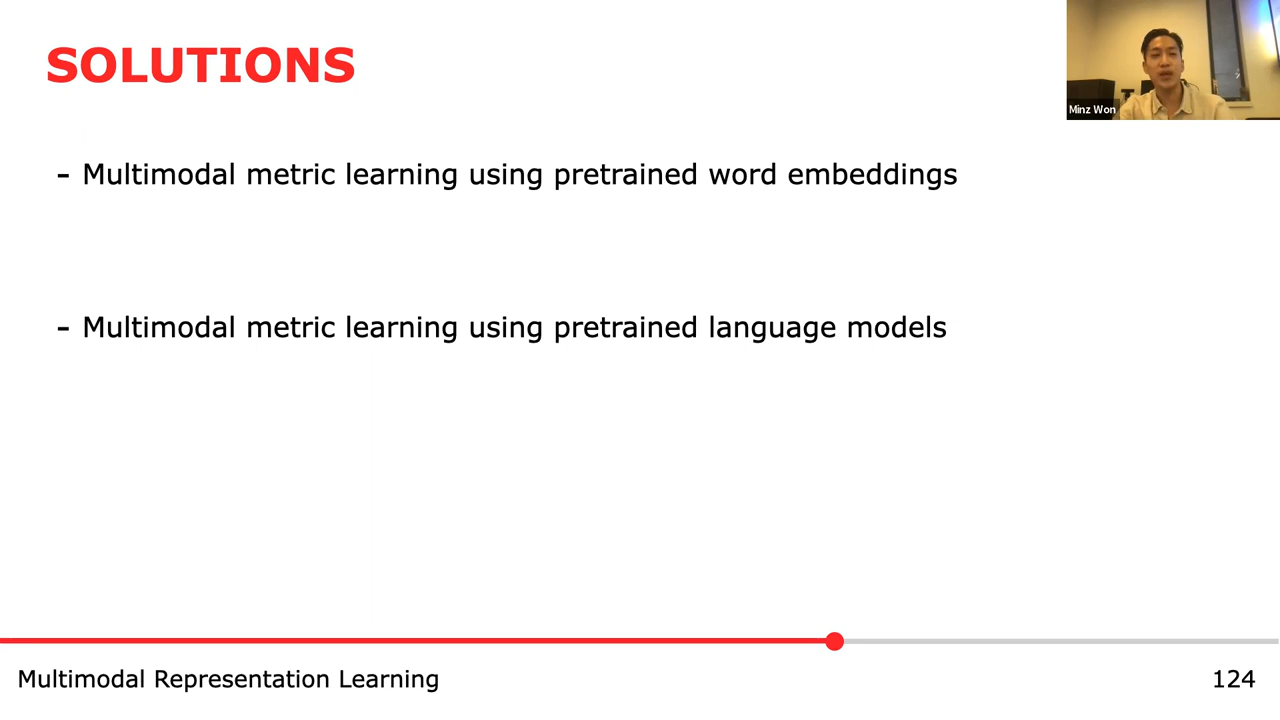 SOLUTIONS
Minz Won
- Multimodal metric learning using pretrained word embeddings
- Multimodal metric learning using pretrained language models
Multimodal Representation Learning
124